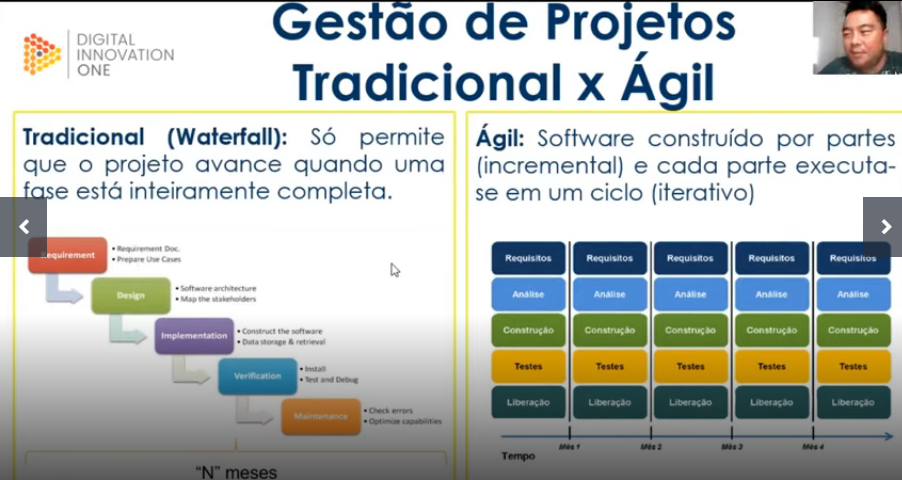 Gestão de Projetos
Tradicional x Ágil
DIGITAL
INNOVATION
ONE
Tradicional (Waterfall): Só permite
que o projeto avance quando uma
fase está inteiramente completa.
Requirement
• Requirement Doc.
• Prepare Use Cases
Design
• Software architecture
• Map the stakeholders
Implementation
• Construct the software
• Data storage & retrieval
Verification
• Install
• Test and Debug
Maintenance
• Check errors
• Optimize capabilities
"N" meses
Ágil: Software construído por partes
(incremental) e cada parte executa-
se em um ciclo (iterativo)
Requisitos Requisitos Requisitos Requisitos Requisitos
Análise Análise Análise Análise Análise
Construção Construção Construção Construção Construção
Testes Testes Testes Testes Testes
Liberação Liberação Liberação Liberação Liberação
Mês 1 Mês 2 Mês 3 Mês 4
Tempo